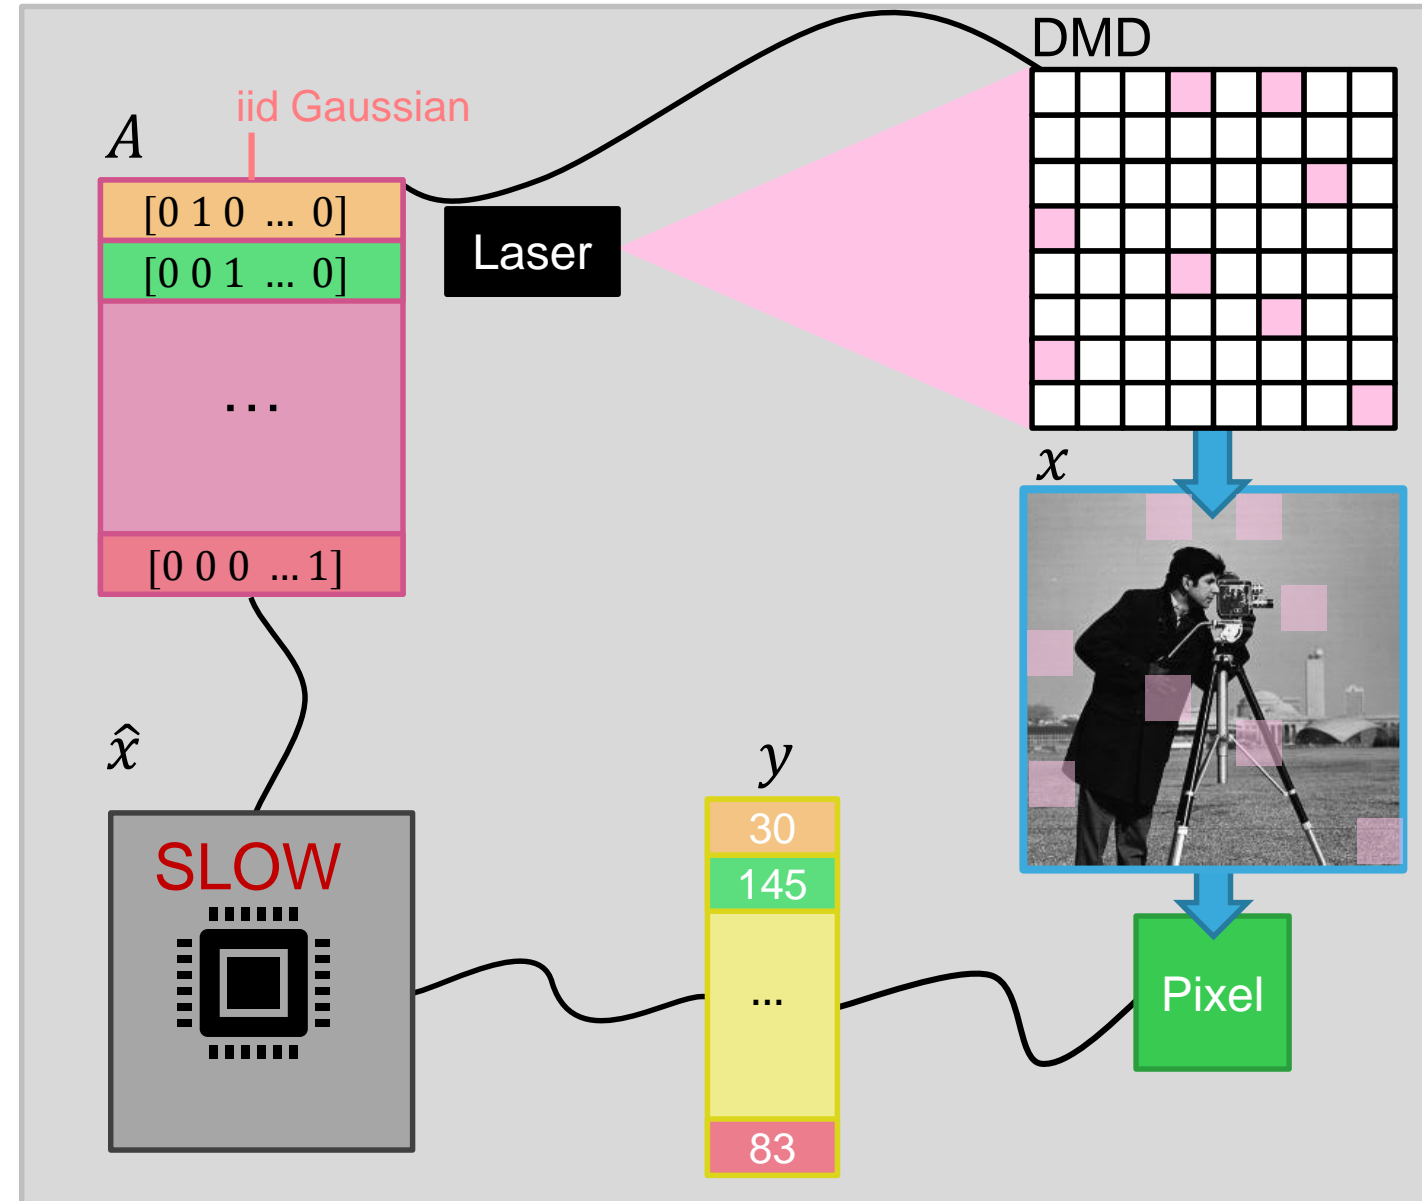 DMD
iid Gaussian
A
[0 1 0 ... 0]
Laser
[0 0 1 ... 0]
...
x
[0 0 0 ... 1]
x̂
y
30
SLOW
145
...
Pixel
83